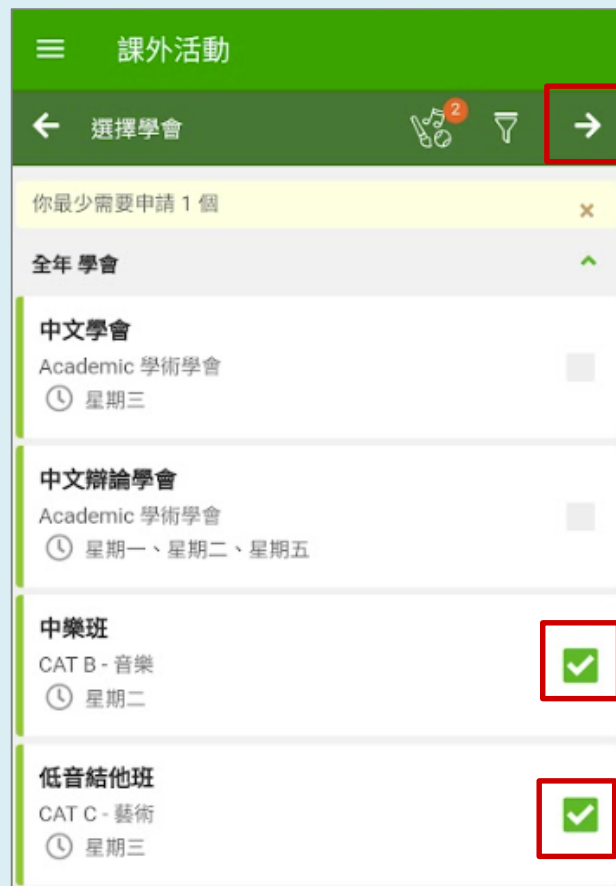 課外活動
選擇學會
2
你最少需要申請 1 個
全年 學會
中文學會
Academic 學術學會
星期三
中文辯論學會
Academic 學術學會
星期一、星期二、星期五
中樂班
CAT B - 音樂
星期二
低音結他班
CAT C - 藝術
星期三